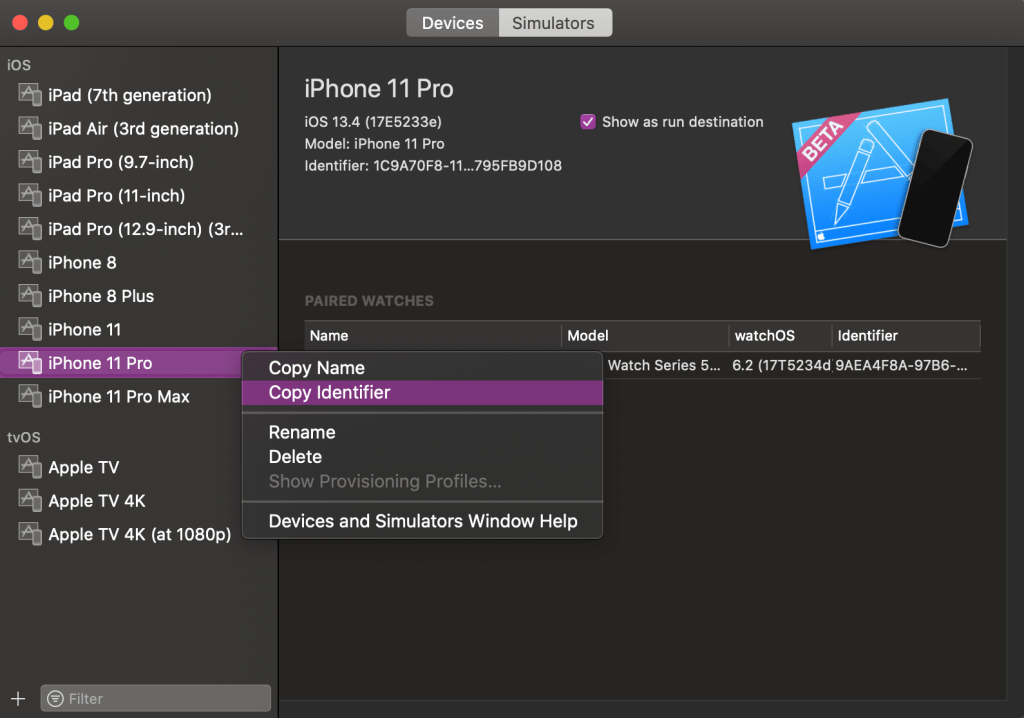 Devices Simulators
iOS
iPad (7th generation)
iPad Air (3rd generation)
iPad Pro (9.7-inch)
iPad Pro (11-inch)
iPad Pro (12.9-inch) (3r...
iPhone 8
iPhone 8 Plus
iPhone 11
iPhone 11 Pro
iPhone 11 Pro Max
tvOS
Apple TV
Apple TV 4K
Apple TV 4K (at 1080p)
Filter
iPhone 11 Pro
iOS 13.4 (17E5233e)
Model: iPhone 11 Pro
Identifier: 1C9A70F8-11...795FB9D108
Show as run destination
BETA
PAIRED WATCHES
Name Model watchOS Identifier
Watch Series 5... 6.2 (17T5234d) 9AEA4F8A-97B6-...
Copy Name
Copy Identifier
Rename
Delete
Show Provisioning Profiles...
Devices and Simulators Window Help